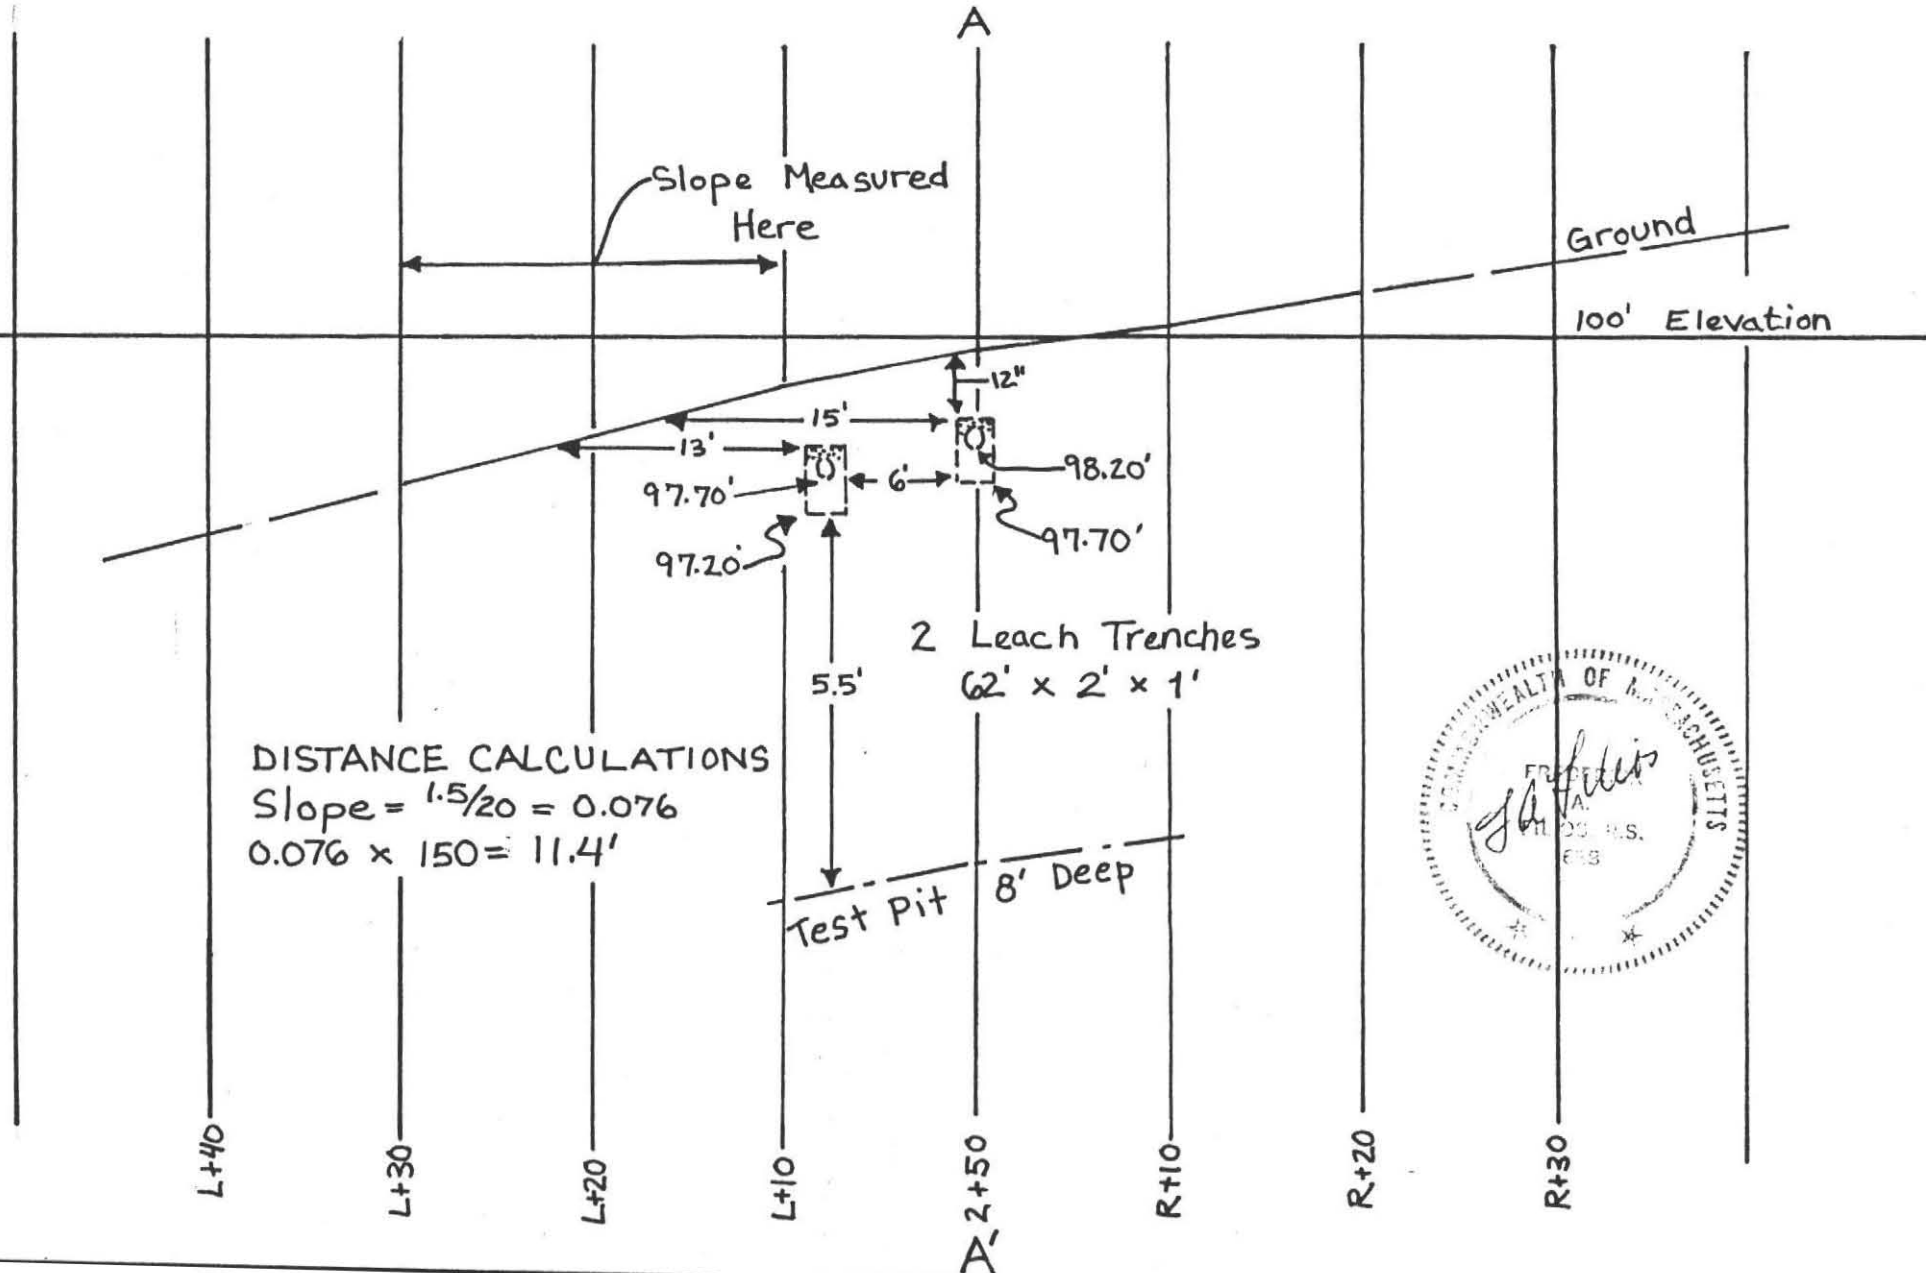 A
Slope Measured
Here
Ground
100' Elevation
12"
15'
13'
6'
98.20'
97.70'
97.70'
97.20'
2 Leach Trenches
62' x 2' x 1'
5.5'
DISTANCE CALCULATIONS
Slope = 1.5/20 = 0.076
0.076 x 150 = 11.4'
Test Pit 8' Deep
COMMONWEALTH OF MASSACHUSETTS
A.
L+40
L+30
L+20
L+10
2+50
R+10
R+20
R+30
A'